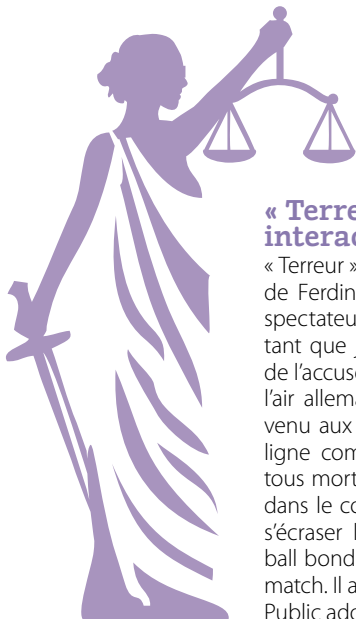 « Terre
interac
« Terreur »
de Ferdin
spectateu
tant que j
de l'accusé
l'air allema
venu aux
ligne com
tous mort
dans le co
s'écraser l
ball bond
match. Il a
Public ado